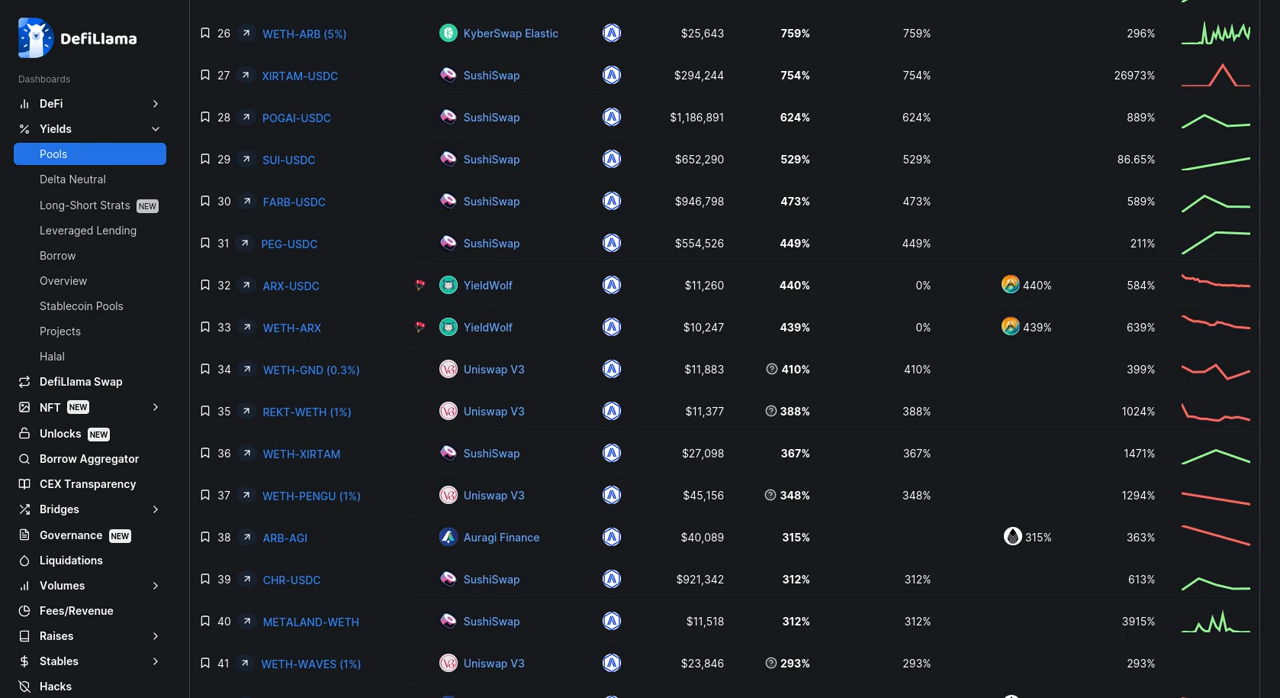 DefiLlama
Dashboards
DeFi
Yields
Pools
Delta Neutral
Long-Short Strats NEW
Leveraged Lending
Borrow
Overview
Stablecoin Pools
Projects
Halal
DefiLlama Swap
NFT NEW
Unlocks NEW
Borrow Aggregator
CEX Transparency
Bridges
Governance NEW
Liquidations
Volumes
Fees/Revenue
Raises
Stables
Hacks
26 WETH-ARB (5%) KyberSwap Elastic $25,643 759% 759% 296%
27 XIRTAM-USDC SushiSwap $294,244 754% 754% 26973%
28 POGAI-USDC SushiSwap $1,186,891 624% 624% 889%
29 SUI-USDC SushiSwap $652,290 529% 529% 86.65%
30 FARB-USDC SushiSwap $946,798 473% 473% 589%
31 PEG-USDC SushiSwap $554,526 449% 449% 211%
32 ARX-USDC YieldWolf $11,260 440% 0% 440% 584%
33 WETH-ARX YieldWolf $10,247 439% 0% 439% 639%
34 WETH-GND (0.3%) Uniswap V3 $11,883 410% 410% 399%
35 REKT-WETH (1%) Uniswap V3 $11,377 388% 388% 1024%
36 WETH-XIRTAM SushiSwap $27,098 367% 367% 1471%
37 WETH-PENGU (1%) Uniswap V3 $45,156 348% 348% 1294%
38 ARB-AGI Auragi Finance $40,089 315% 315% 363%
39 CHR-USDC SushiSwap $921,342 312% 312% 613%
40 METALAND-WETH SushiSwap $11,518 312% 312% 3915%
41 WETH-WAVES (1%) Uniswap V3 $23,846 293% 293% 293%